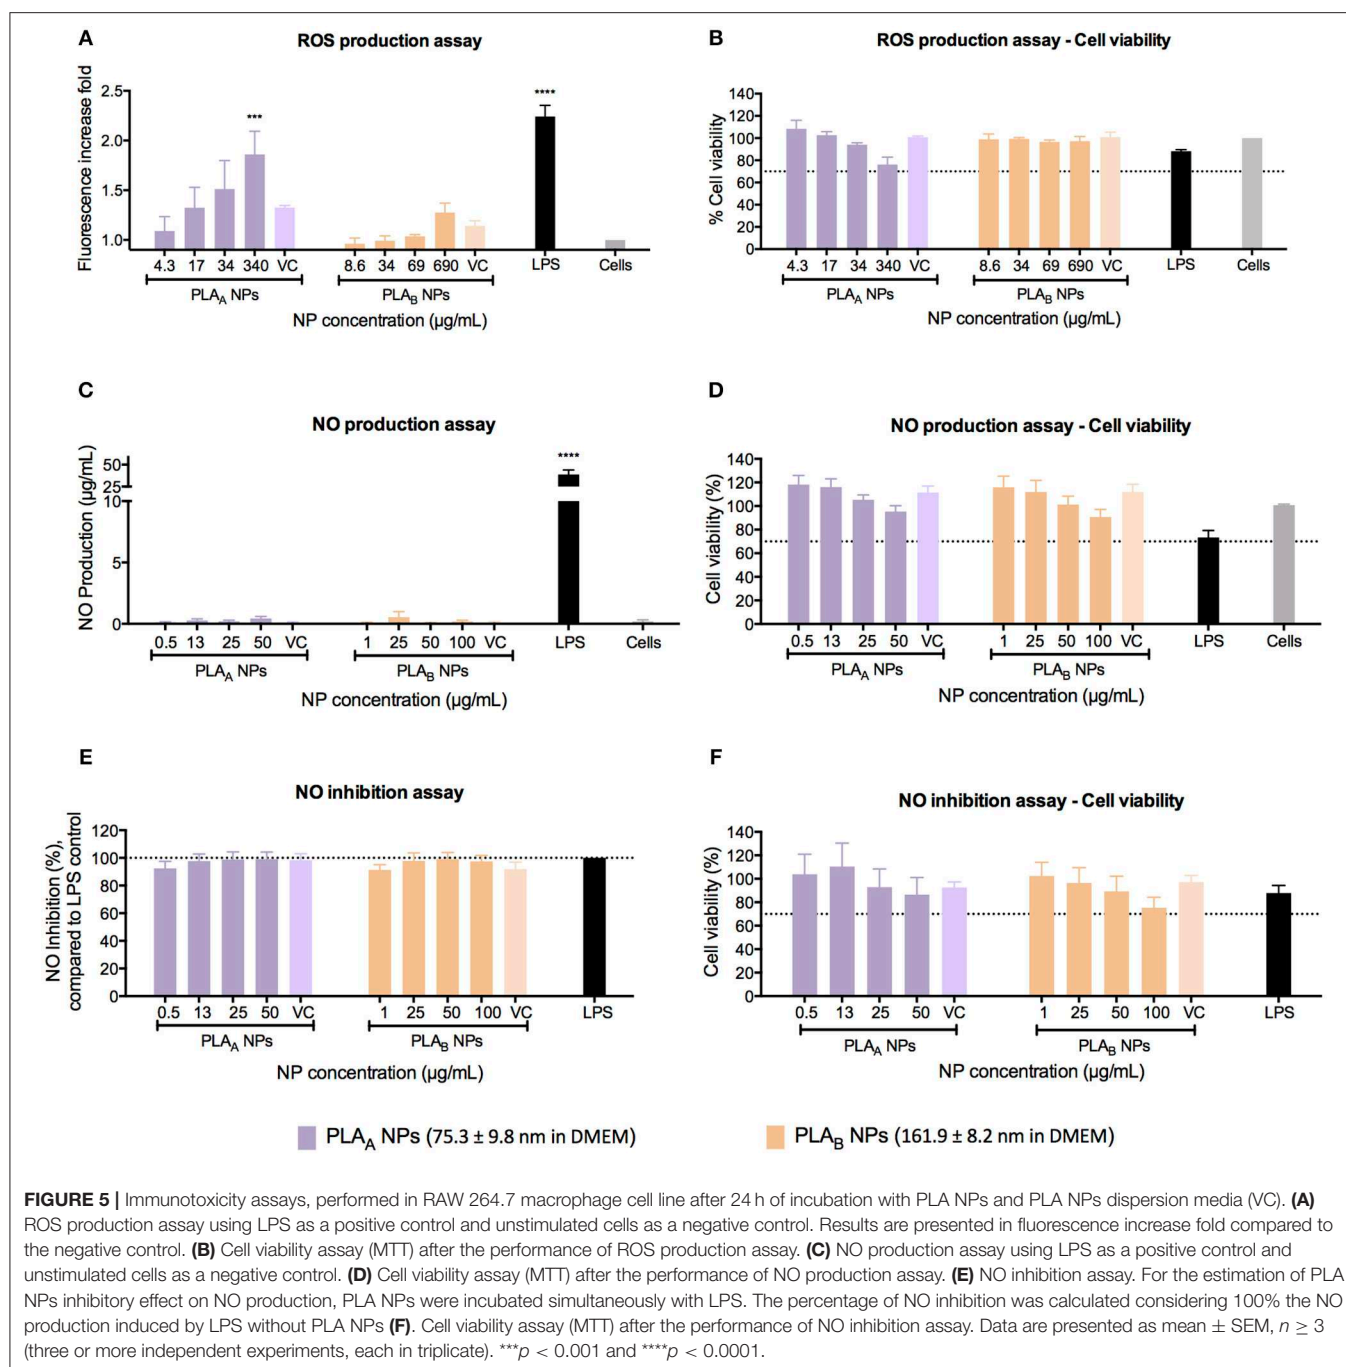 A
ROS production assay
Fluorescence increase fold
2.5
2.0
1.5
1.0
***
****
4.3 17 34 340 VC 8.6 34 69 690 VC LPS Cells
PLAA NPs PLAB NPs
NP concentration (µg/mL)
B
ROS production assay - Cell viability
% Cell viability
140
120
100
80
60
40
20
0
4.3 17 34 340 VC 8.6 34 69 690 VC LPS Cells
PLAA NPs PLAB NPs
NP concentration (µg/mL)
C
NO production assay
NO Production (µg/mL)
50
25
10
5
0
****
0.5 13 25 50 VC 1 25 50 100 VC LPS Cells
PLAA NPs PLAB NPs
NP concentration (µg/mL)
D
NO production assay - Cell viability
Cell viability (%)
140
120
100
80
60
40
20
0
0.5 13 25 50 VC 1 25 50 100 VC LPS Cells
PLAA NPs PLAB NPs
NP concentration (µg/mL)
E
NO inhibition assay
NO Inhibition (%),
compared to LPS control
120
100
80
60
40
20
0
0.5 13 25 50 VC 1 25 50 100 VC LPS
PLAA NPs PLAB NPs
NP concentration (µg/mL)
F
NO inhibition assay - Cell viability
Cell viability (%)
140
120
100
80
60
40
20
0
0.5 13 25 50 VC 1 25 50 100 VC LPS
PLAA NPs PLAB NPs
NP concentration (µg/mL)
PLAA NPs (75.3 ± 9.8 nm in DMEM) PLAB NPs (161.9 ± 8.2 nm in DMEM)
FIGURE 5 | Immunotoxicity assays, performed in RAW 264.7 macrophage cell line after 24 h of incubation with PLA NPs and PLA NPs dispersion media (VC). (A)
ROS production assay using LPS as a positive control and unstimulated cells as a negative control. Results are presented in fluorescence increase fold compared to
the negative control. (B) Cell viability assay (MTT) after the performance of ROS production assay. (C) NO production assay using LPS as a positive control and
unstimulated cells as a negative control. (D) Cell viability assay (MTT) after the performance of NO production assay. (E) NO inhibition assay. For the estimation of PLA
NPs inhibitory effect on NO production, PLA NPs were incubated simultaneously with LPS. The percentage of NO inhibition was calculated considering 100% the NO
production induced by LPS without PLA NPs (F). Cell viability assay (MTT) after the performance of NO inhibition assay. Data are presented as mean ± SEM, n ≥ 3
(three or more independent experiments, each in triplicate). ***p < 0.001 and ****p < 0.0001.